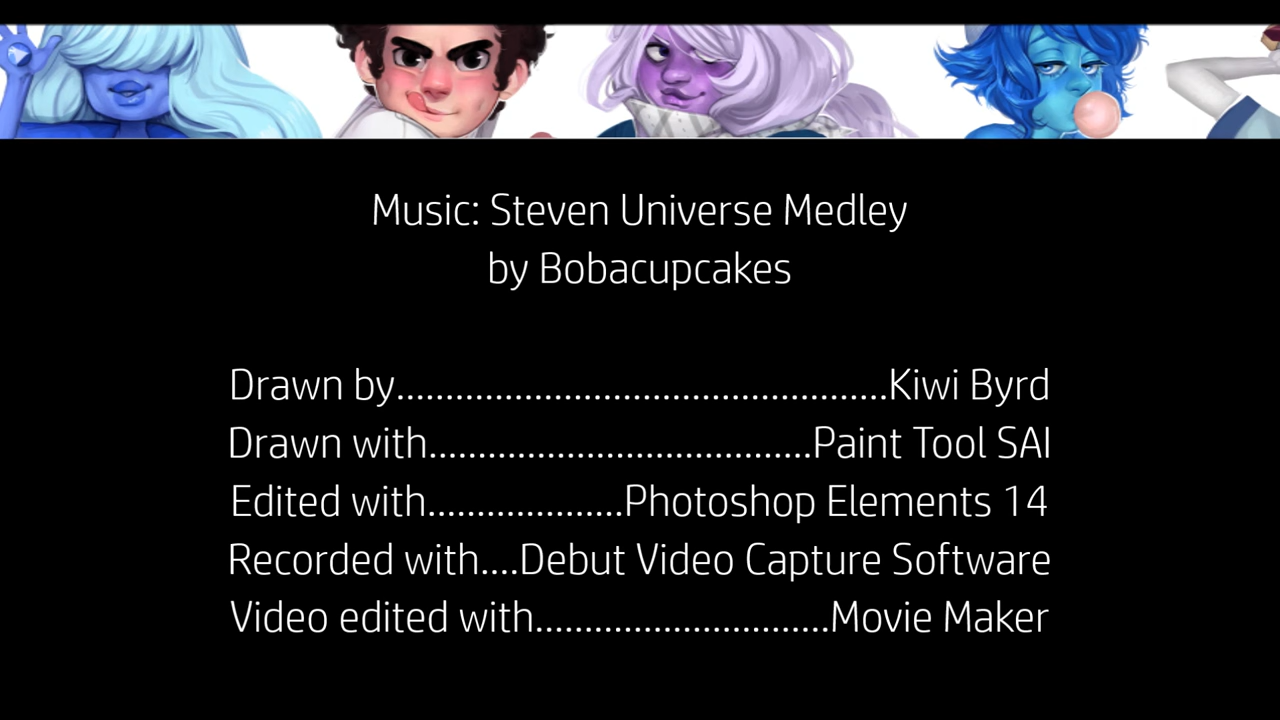 Music: Steven Universe Medley
by Bobacupcakes
Drawn by..................................................Kiwi Byrd
Drawn with.......................................Paint Tool SAI
Edited with....................Photoshop Elements 14
Recorded with....Debut Video Capture Software
Video edited with..............................Movie Maker